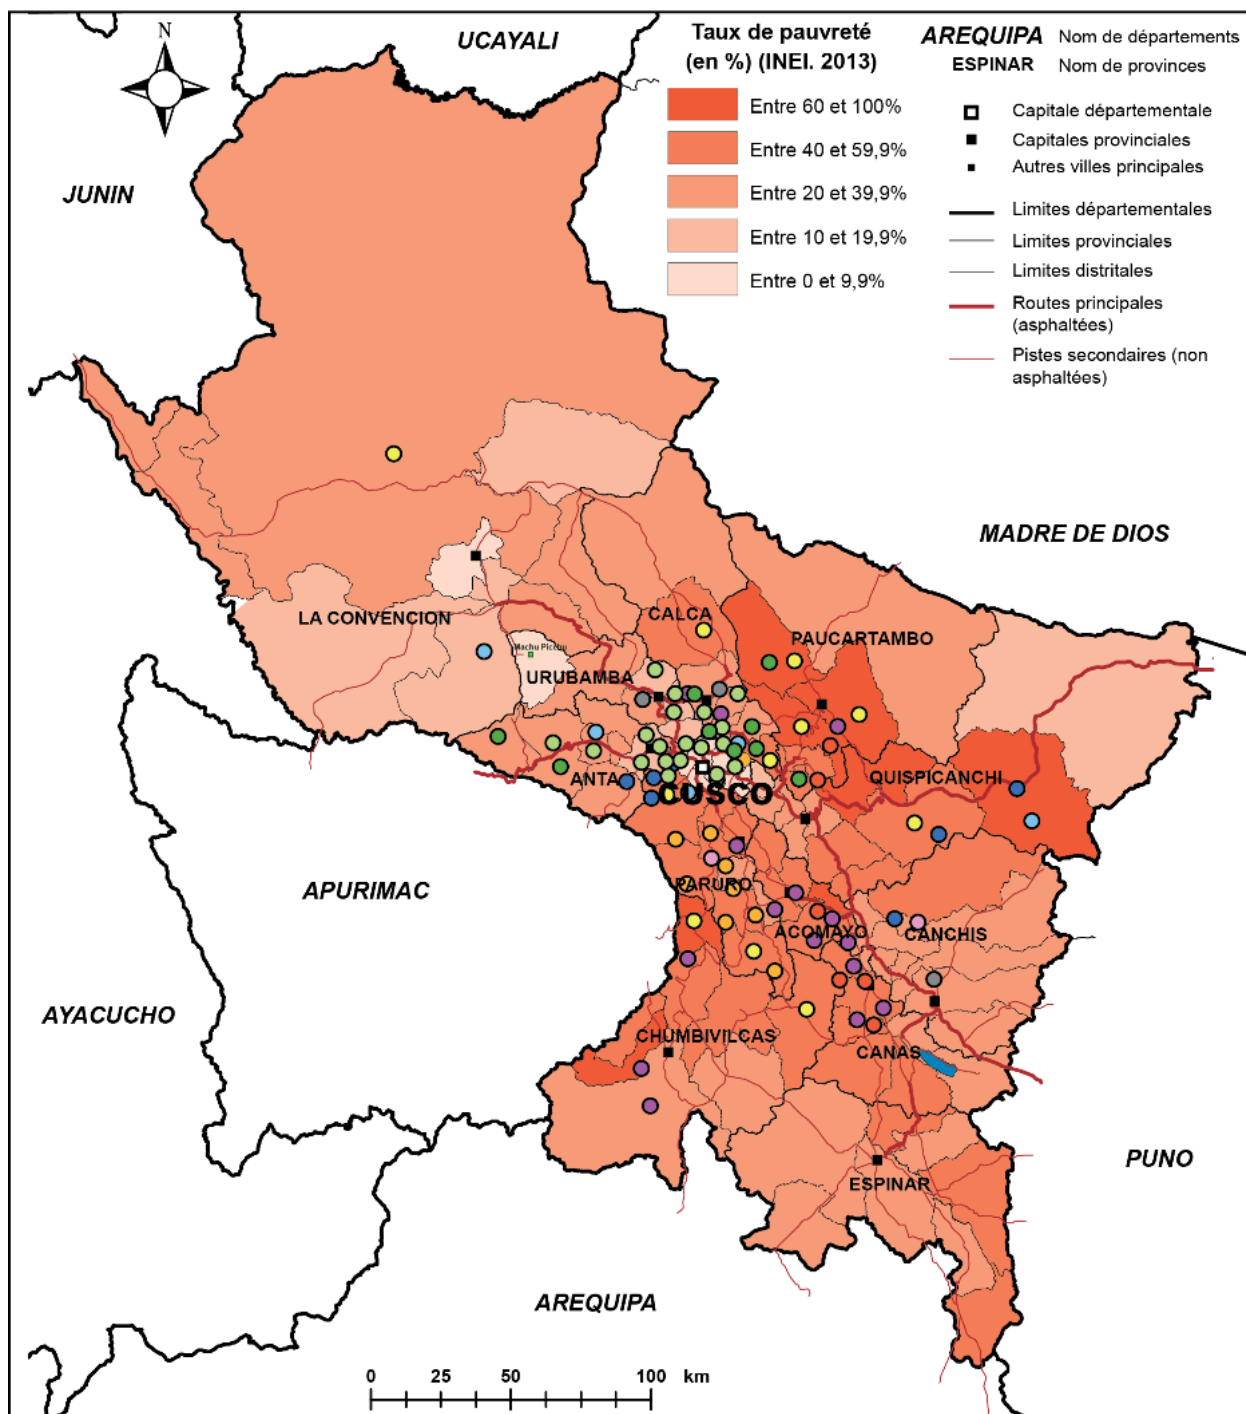 N
UCAYALI
Taux de pauvreté
(en %) (INEI. 2013)
Entre 60 et 100%
Entre 40 et 59,9%
Entre 20 et 39,9%
Entre 10 et 19,9%
Entre 0 et 9,9%
AREQUIPA Nom de départements
ESPINAR Nom de provinces
Capitale départementale
Capitales provinciales
Autres villes principales
Limites départementales
Limites provinciales
Limites distritales
Routes principales
(asphaltées)
Pistes secondaires (non
asphaltées)
JUNIN
MADRE DE DIOS
LA CONVENCION
CALCA
PAUCARTAMBO
Machu Picchu
URUBAMBA
ANTA
QUISPICANCHI
CUSCO
APURIMAC
PARURO
ACOMAYO
CANCHIS
AYACUCHO
CHUMBIVILCAS
CANAS
PUNO
ESPINAR
AREQUIPA
0 25 50 100 km